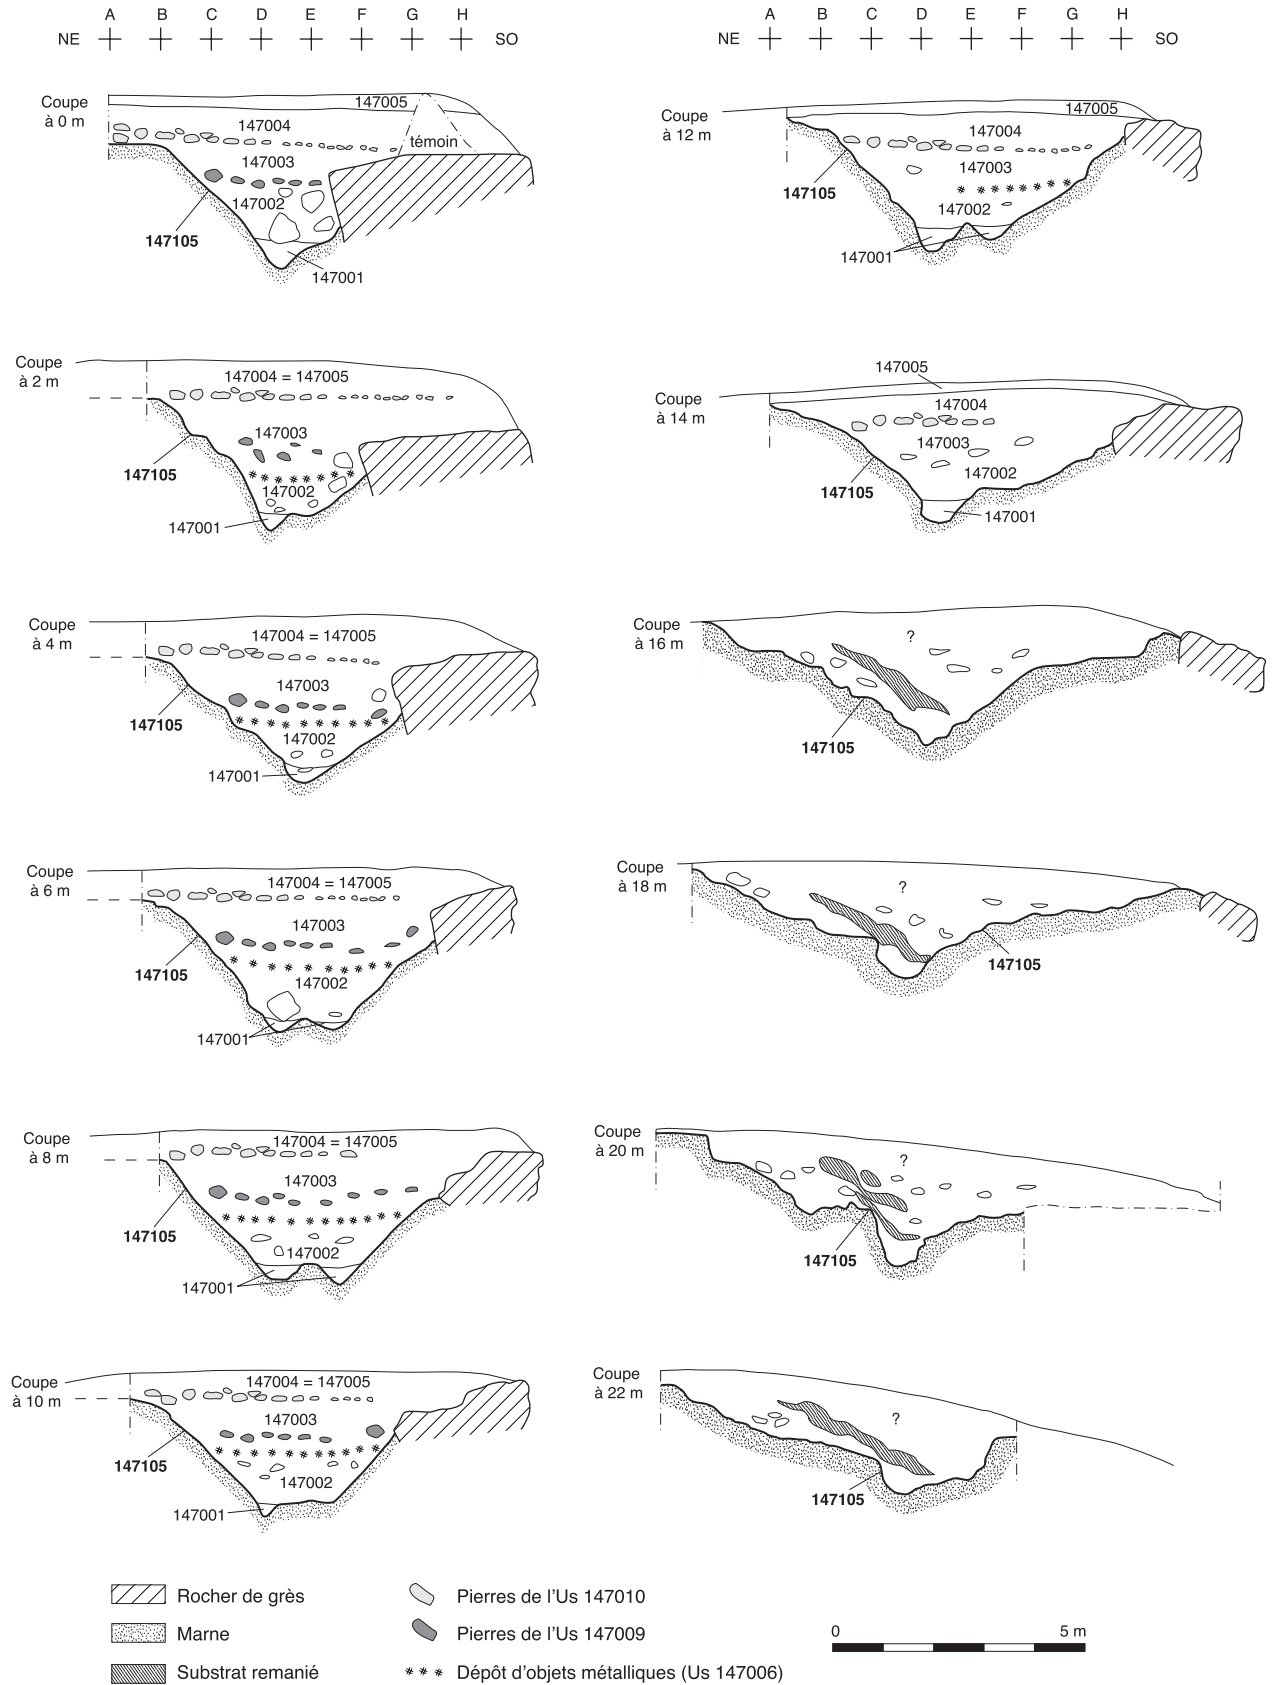 A B C D E F G H
NE SO
Coupe
à 0 m
147005
147004
témoin
147003
147002
147105
147001
Coupe
à 2 m
147004 = 147005
147003
147105
147002
147001
Coupe
à 4 m
147004 = 147005
147003
147105
147002
147001
Coupe
à 6 m
147004 = 147005
147003
147105
147002
147001
Coupe
à 8 m
147004 = 147005
147003
147105
147002
147001
Coupe
à 10 m
147004 = 147005
147003
147105
147002
147001
A B C D E F G H
NE SO
Coupe
à 12 m
147005
147004
147003
147105
147002
147001
Coupe
à 14 m
147005
147004
147003
147002
147105
147001
Coupe
à 16 m
?
147105
Coupe
à 18 m
?
147105
Coupe
à 20 m
?
147105
Coupe
à 22 m
?
147105
Rocher de grès
Marne
Substrat remanié
Pierres de l'Us 147010
Pierres de l'Us 147009
Dépôt d'objets métalliques (Us 147006)
0 5 m